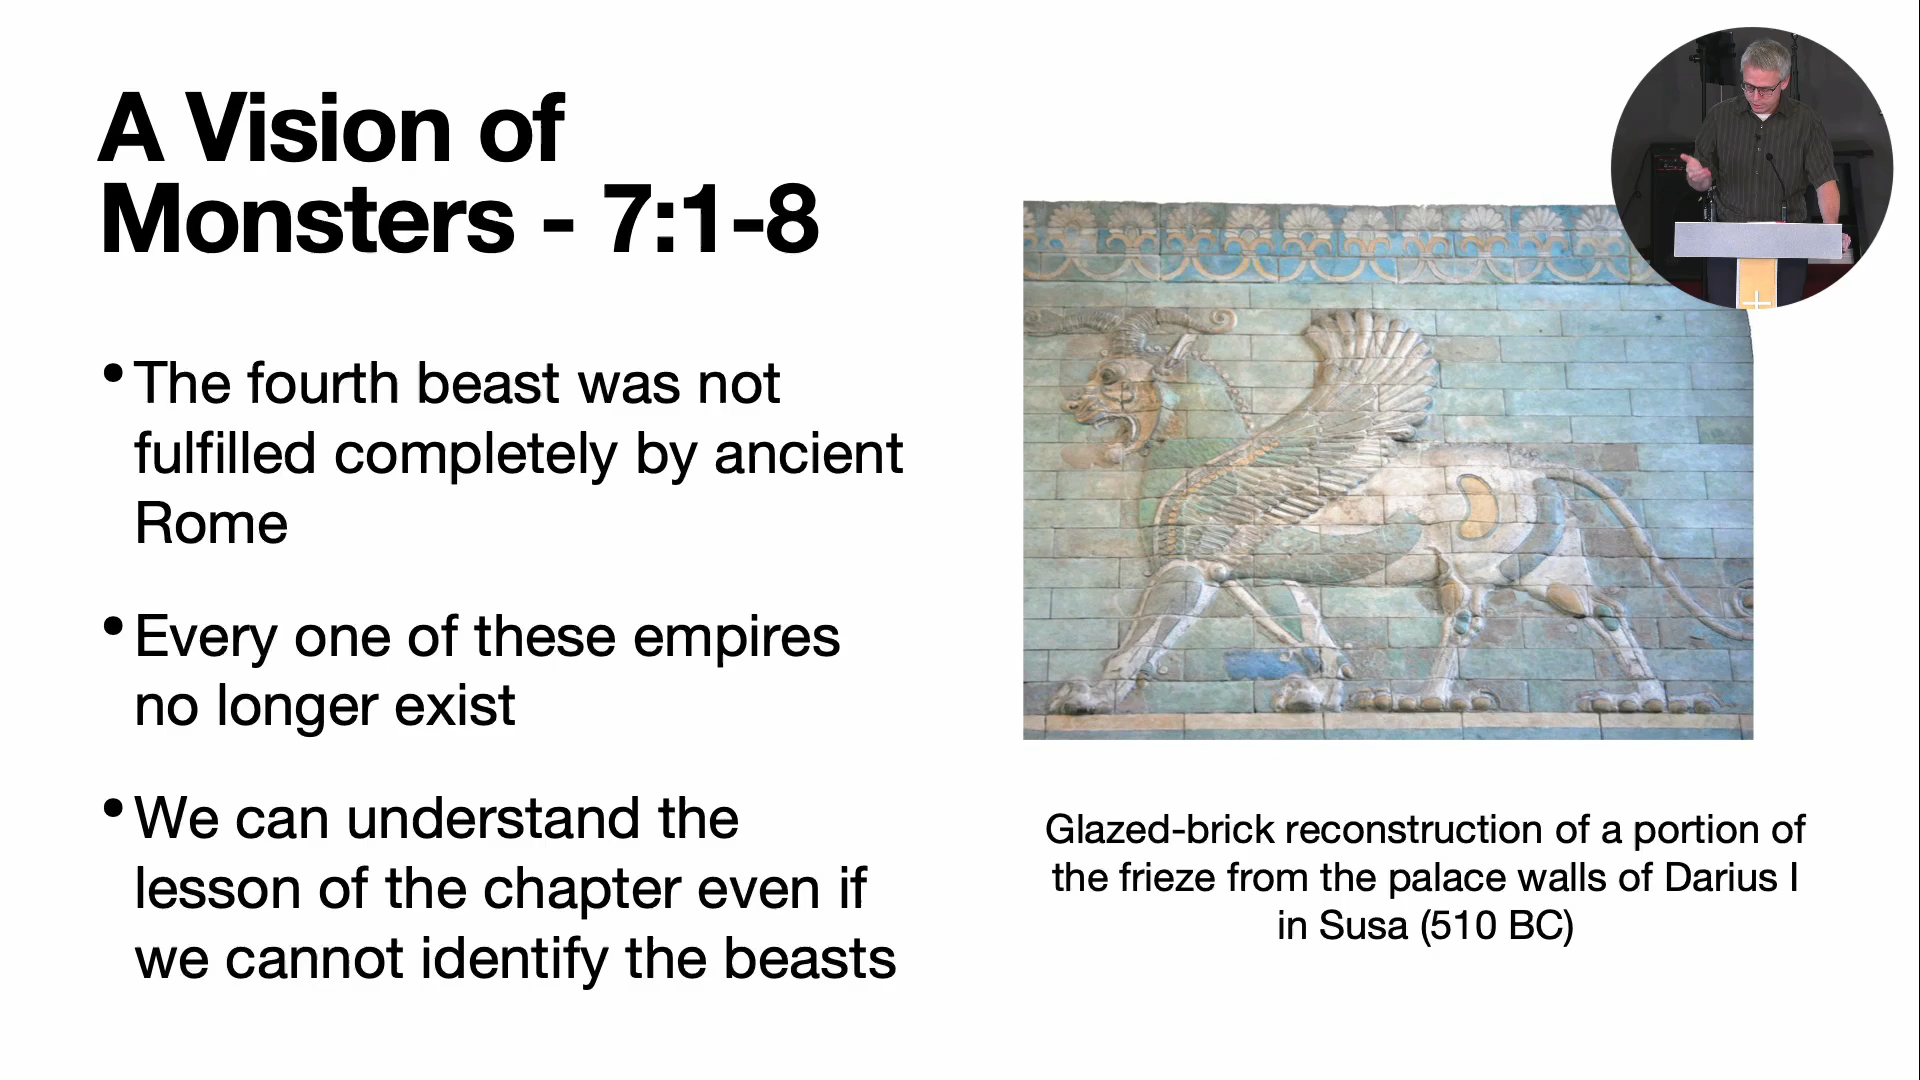 A Vision of
Monsters - 7:1-8
• The fourth beast was not
fulfilled completely by ancient
Rome
• Every one of these empires
no longer exist
• We can understand the
lesson of the chapter even if
we cannot identify the beasts
Glazed-brick reconstruction of a portion of
the frieze from the palace walls of Darius I
in Susa (510 BC)